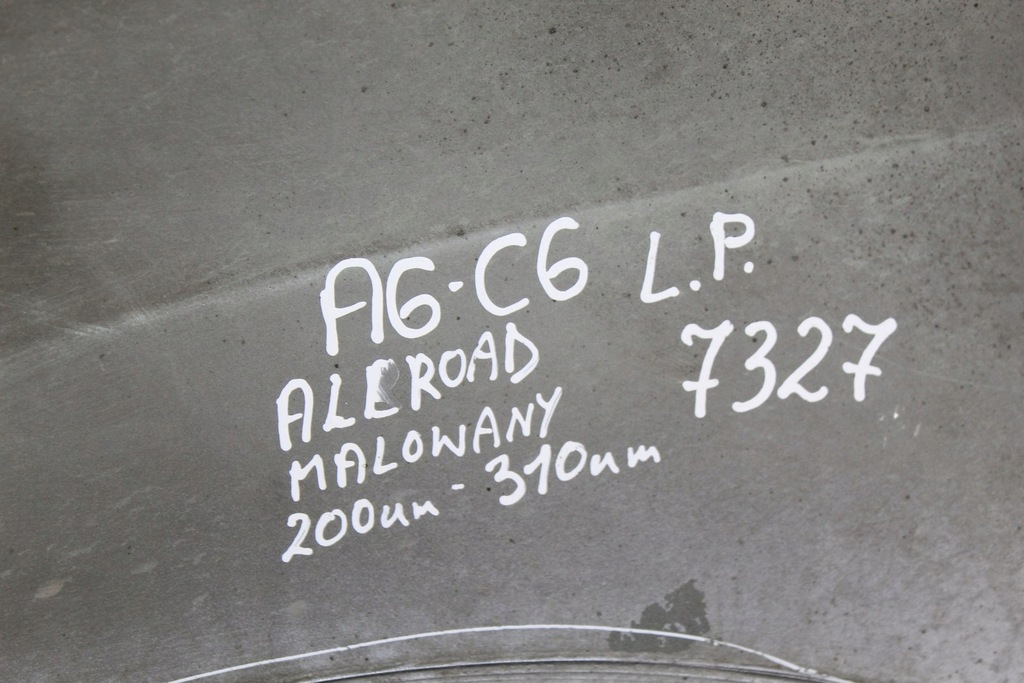 A6-C6 L.P.
ALLROAD 7327
MALOWANY
200um - 310um